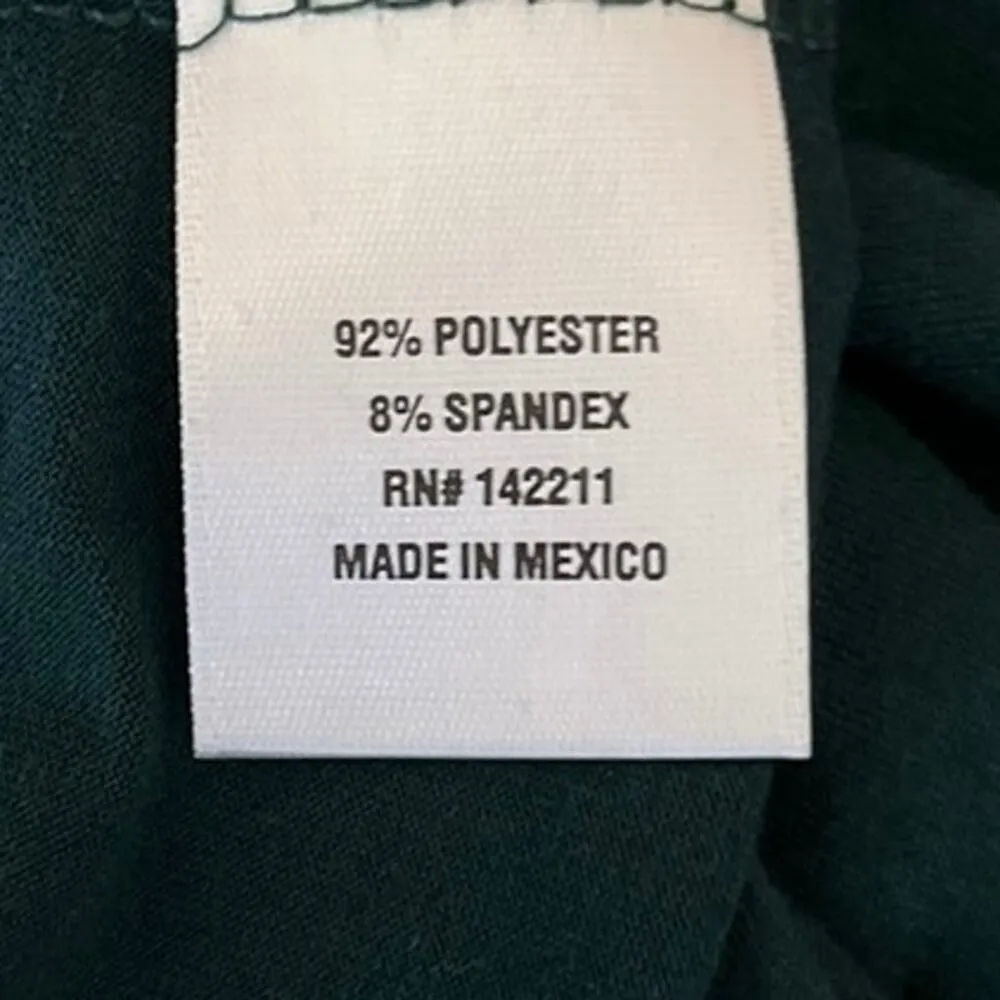 92% POLYESTER
8% SPANDEX
RN# 142211
MADE IN MEXICO